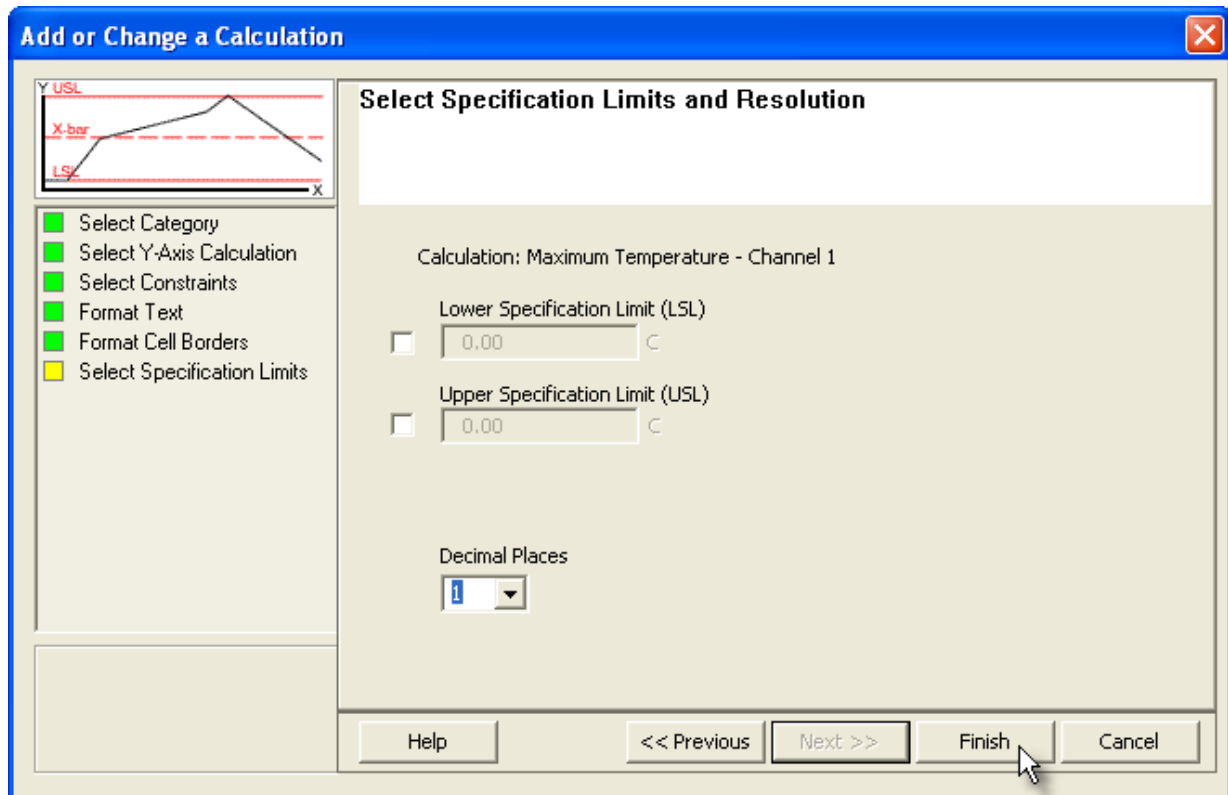 Add or Change a Calculation
Y USL
X-bar
LSL
X
Select Category
Select Y-Axis Calculation
Select Constraints
Format Text
Format Cell Borders
Select Specification Limits
Select Specification Limits and Resolution
Calculation: Maximum Temperature - Channel 1
Lower Specification Limit (LSL)
0.00 C
Upper Specification Limit (USL)
0.00 C
Decimal Places
1
Help << Previous Next >> Finish Cancel